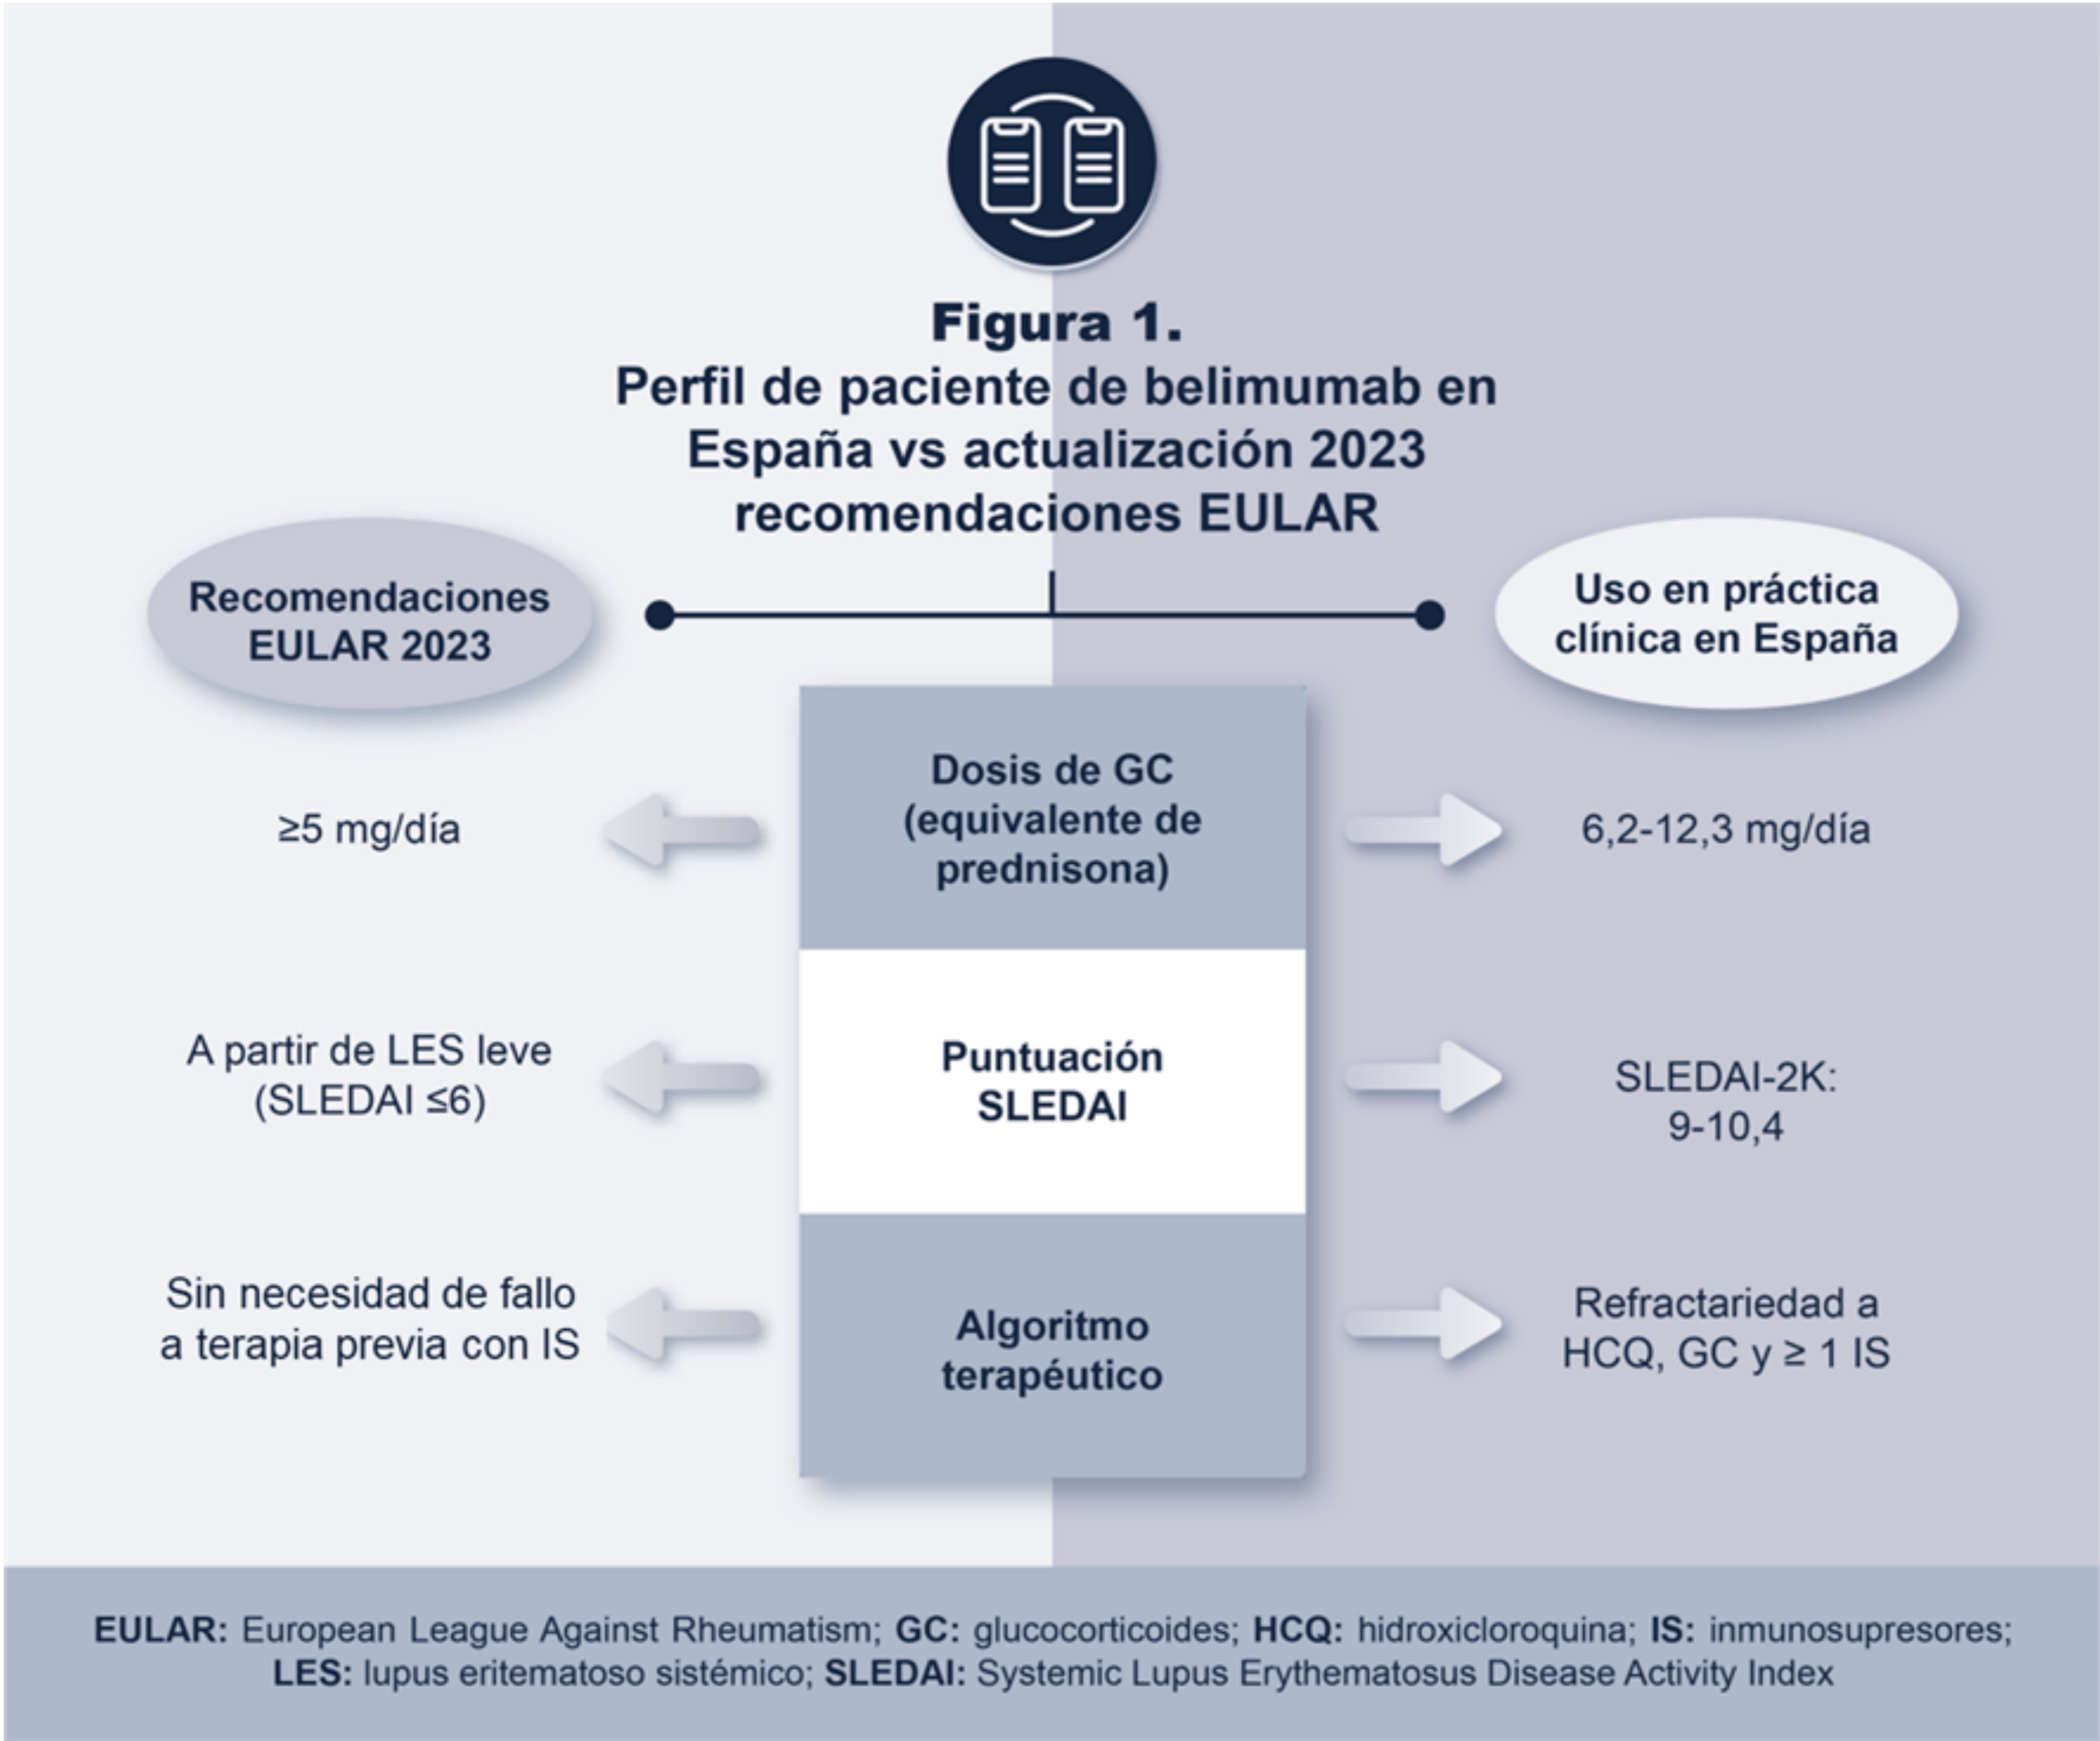 Figura 1.
Perfil de paciente de belimumab en
España vs actualización 2023
recomendaciones EULAR
Recomendaciones
EULAR 2023
Uso en práctica
clínica en España
≥5 mg/día
Dosis de GC
(equivalente de
prednisona)
6,2-12,3 mg/día
A partir de LES leve
(SLEDAI ≤6)
Puntuación
SLEDAI
SLEDAI-2K:
9-10,4
Sin necesidad de fallo
a terapia previa con IS
Algoritmo
terapéutico
Refractariedad a
HCQ, GC y ≥ 1 IS
EULAR: European League Against Rheumatism; GC: glucocorticoides; HCQ: hidroxicloroquina; IS: inmunosupresores;
LES: lupus eritematoso sistémico; SLEDAI: Systemic Lupus Erythematosus Disease Activity Index